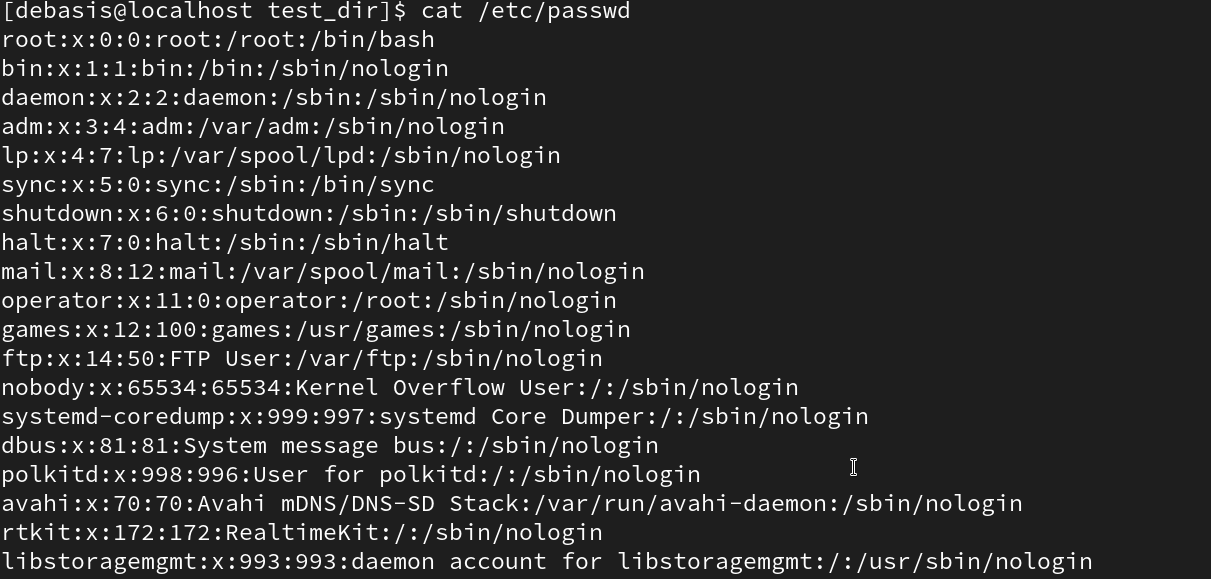 [debasis@localhost test_dir]$ cat /etc/passwd
root:x:0:0:root:/root:/bin/bash
bin:x:1:1:bin:/bin:/sbin/nologin
daemon:x:2:2:daemon:/sbin:/sbin/nologin
adm:x:3:4:adm:/var/adm:/sbin/nologin
lp:x:4:7:lp:/var/spool/lpd:/sbin/nologin
sync:x:5:0:sync:/sbin:/bin/sync
shutdown:x:6:0:shutdown:/sbin:/sbin/shutdown
halt:x:7:0:halt:/sbin:/sbin/halt
mail:x:8:12:mail:/var/spool/mail:/sbin/nologin
operator:x:11:0:operator:/root:/sbin/nologin
games:x:12:100:games:/usr/games:/sbin/nologin
ftp:x:14:50:FTP User:/var/ftp:/sbin/nologin
nobody:x:65534:65534:Kernel Overflow User:/:/sbin/nologin
systemd-coredump:x:999:997:systemd Core Dumper:/:/sbin/nologin
dbus:x:81:81:System message bus:/:/sbin/nologin
polkitd:x:998:996:User for polkitd:/:/sbin/nologin
avahi:x:70:70:Avahi mDNS/DNS-SD Stack:/var/run/avahi-daemon:/sbin/nologin
rtkit:x:172:172:RealtimeKit:/:/sbin/nologin
libstoragemgmt:x:993:993:daemon account for libstoragemgmt:/:/usr/sbin/nologin